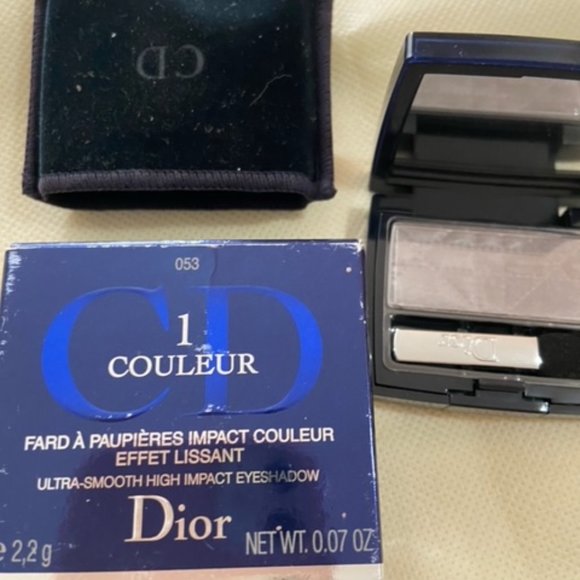 CD
053
CD
1
COULEUR
FARD À PAUPIÈRES IMPACT COULEUR
EFFET LISSANT
ULTRA-SMOOTH HIGH IMPACT EYESHADOW
Dior
e 2,2 g NET WT. 0.07 OZ
Dior